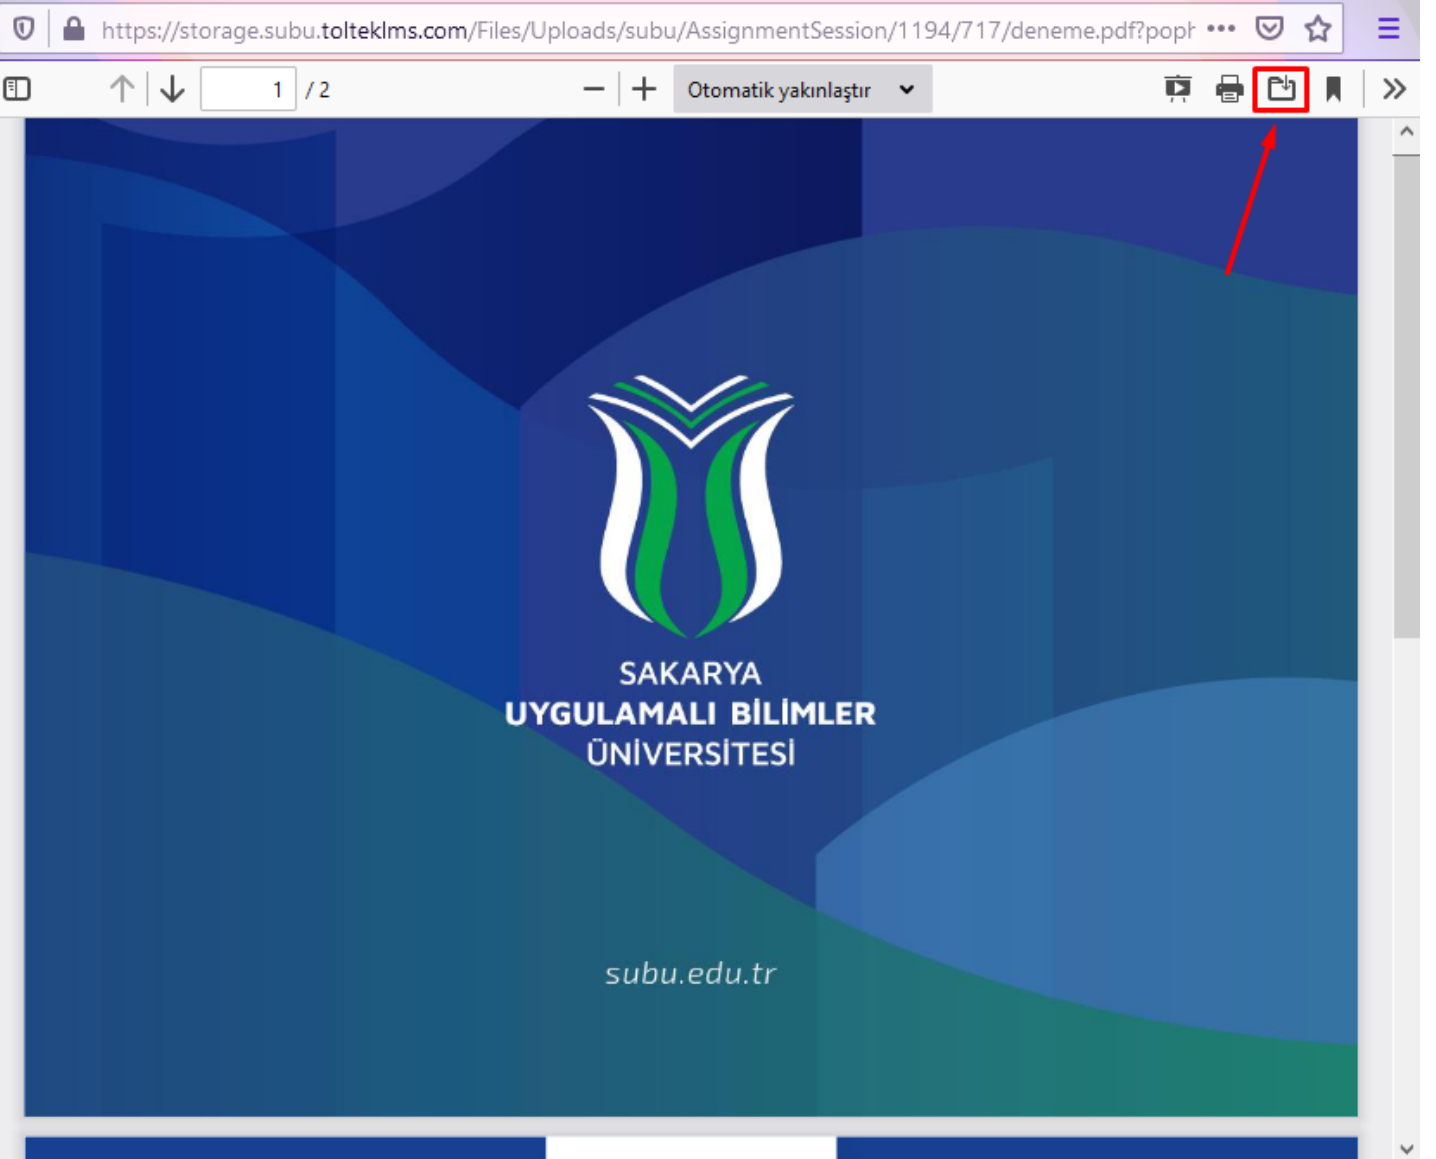 https://storage.subu.tolteklms.com/Files/Uploads/subu/AssignmentSession/1194/717/deneme.pdf?poph
1 / 2
Otomatik yakınlaştır
SAKARYA
UYGULAMALI BİLİMLER
ÜNİVERSİTESİ
subu.edu.tr